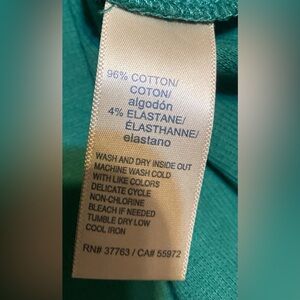 96% COTTON/
COTON/
algodón
4% ELASTANE/
ÉLASTHANNE/
elastano
WASH AND DRY INSIDE OUT
MACHINE WASH COLD
WITH LIKE COLORS
DELICATE CYCLE
NON-CHLORINE
BLEACH IF NEEDED
TUMBLE DRY LOW
COOL IRON
RN# 37763 / CA# 55972